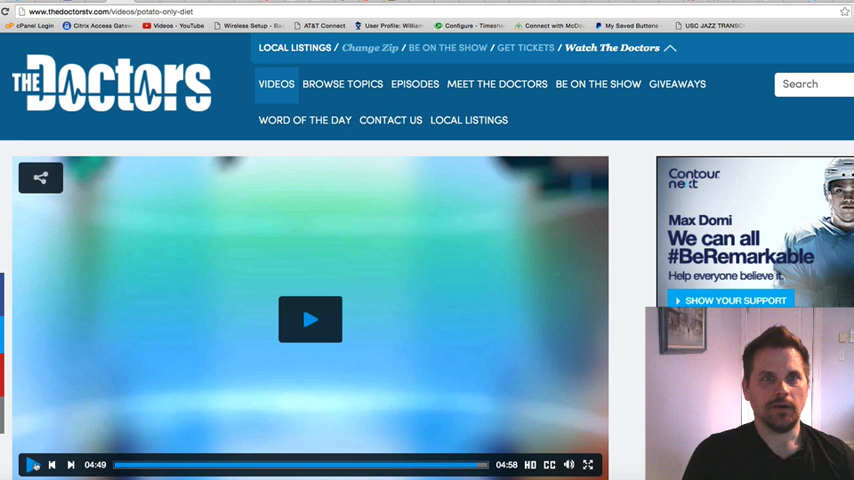 www.thedoctorstv.com/videos/potato-only-diet
cPanel Login Citrix Access Gatew Videos - YouTube Wireless Setup - Ba AT&T Connect User Profile: William Configure - Timeshe Connect with McDo My Saved Buttons USC JAZZ TRANSC
LOCAL LISTINGS / Change Zip / BE ON THE SHOW / GET TICKETS / Watch The Doctors
THE DOCTORS
VIDEOS BROWSE TOPICS EPISODES MEET THE DOCTORS BE ON THE SHOW GIVEAWAYS
Search
WORD OF THE DAY CONTACT US LOCAL LISTINGS
Contour
next
Max Domi
We can all
#BeRemarkable
Help everyone believe it.
SHOW YOUR SUPPORT
04:49 04:58 HD CC